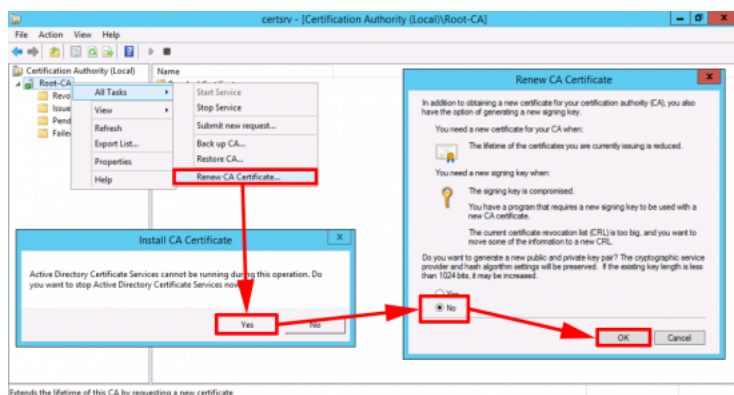 certsrv - [Certification Authority (Local)\Root-CA]
File Action View Help
Certification Authority (Local)
Root-CA
Revo
Issue
Pend
Faile
Name
All Tasks
View
Refresh
Export List...
Properties
Help
Start Service
Stop Service
Submit new request...
Back up CA...
Restore CA...
Renew CA Certificate...
Install CA Certificate
X
Active Directory Certificate Services cannot be running during this operation. Do
you want to stop Active Directory Certificate Services now
Yes
No
Renew CA Certificate
X
In addition to obtaining a new certificate for your certification authority (CA), you also
have the option of generating a new signing key.
You need a new certificate for your CA when:
The lifetime of the certificates you are currently issuing is reduced.
You need a new signing key when:
The signing key is compromised.
You have a program that requires a new signing key to be used with a
new CA certificate.
The current certificate revocation list (CRL) is too big, and you want to
move some of the information to a new CRL.
Do you want to generate a new public and private key pair? The cryptographic service
provider and hash algorithm settings will be preserved. If the existing key length is less
than 1024 bits, it may be increased.
Yes
No
OK
Cancel
Extends the lifetime of this CA by requesting a new certificate